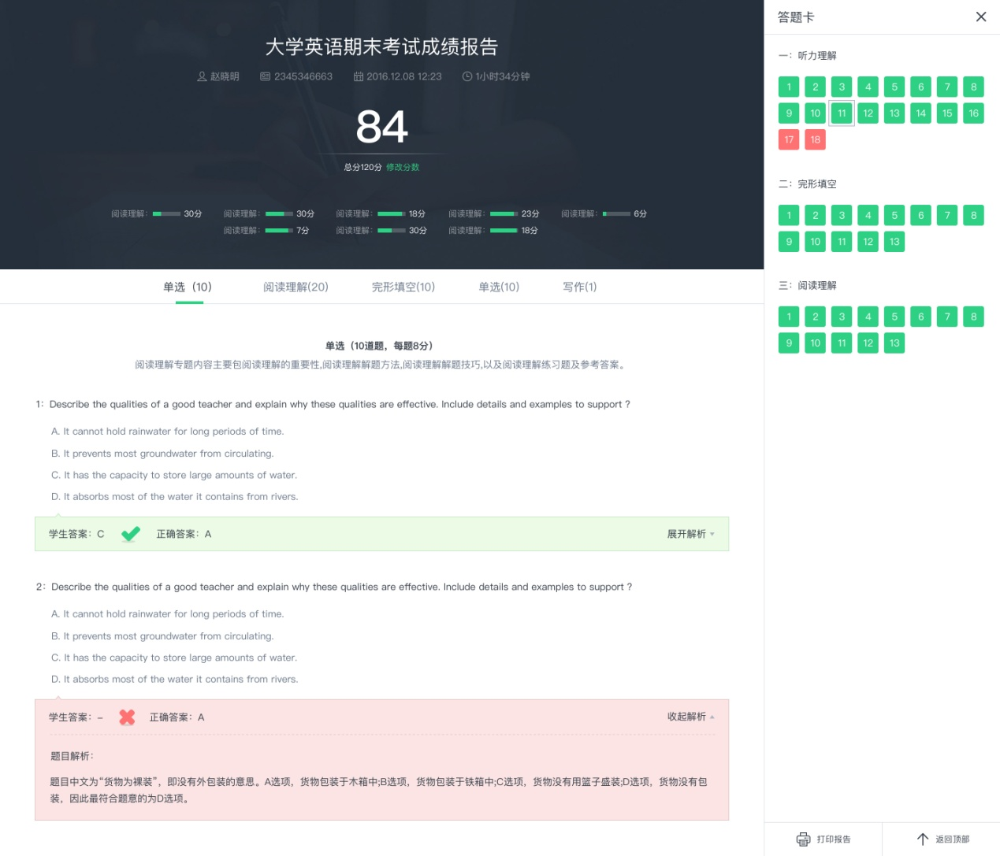 大学英语期末考试成绩报告
赵晓明 2345346663 2016.12.08 12:23 1小时34分钟
84
总分120分 修改分数
阅读理解: 30分 阅读理解: 30分 阅读理解: 18分 阅读理解: 23分 阅读理解: 6分
阅读理解: 7分 阅读理解: 30分 阅读理解: 18分
单选（10） 阅读理解(20) 完形填空(10) 单选(10) 写作(1)
单选（10道题，每题8分）
阅读理解专题内容主要包阅读理解的重要性,阅读理解解题方法,阅读理解解题技巧,以及阅读理解练习题及参考答案。
1: Describe the qualities of a good teacher and explain why these qualities are effective. Include details and examples to support ?
A. It cannot hold rainwater for long periods of time.
B. It prevents most groundwater from circulating.
C. It has the capacity to store large amounts of water.
D. It absorbs most of the water it contains from rivers.
学生答案：C 正确答案：A 展开解析
2: Describe the qualities of a good teacher and explain why these qualities are effective. Include details and examples to support ?
A. It cannot hold rainwater for long periods of time.
B. It prevents most groundwater from circulating.
C. It has the capacity to store large amounts of water.
D. It absorbs most of the water it contains from rivers.
学生答案：– 正确答案：A 收起解析
题目解析：
题目中文为“货物为裸装”，即没有外包装的意思。A选项，货物包装于木箱中;B选项，货物包装于铁箱中;C选项，货物没有用篮子盛装;D选项，货物没有包
装，因此最符合题意的为D选项。
答题卡
一：听力理解
1 2 3 4 5 6 7 8
9 10 11 12 13 14 15 16
17 18
二：完形填空
1 2 3 4 5 6 7 8
9 10 11 12 13
三：阅读理解
1 2 3 4 5 6 7 8
9 10 11 12 13
打印报告 返回顶部